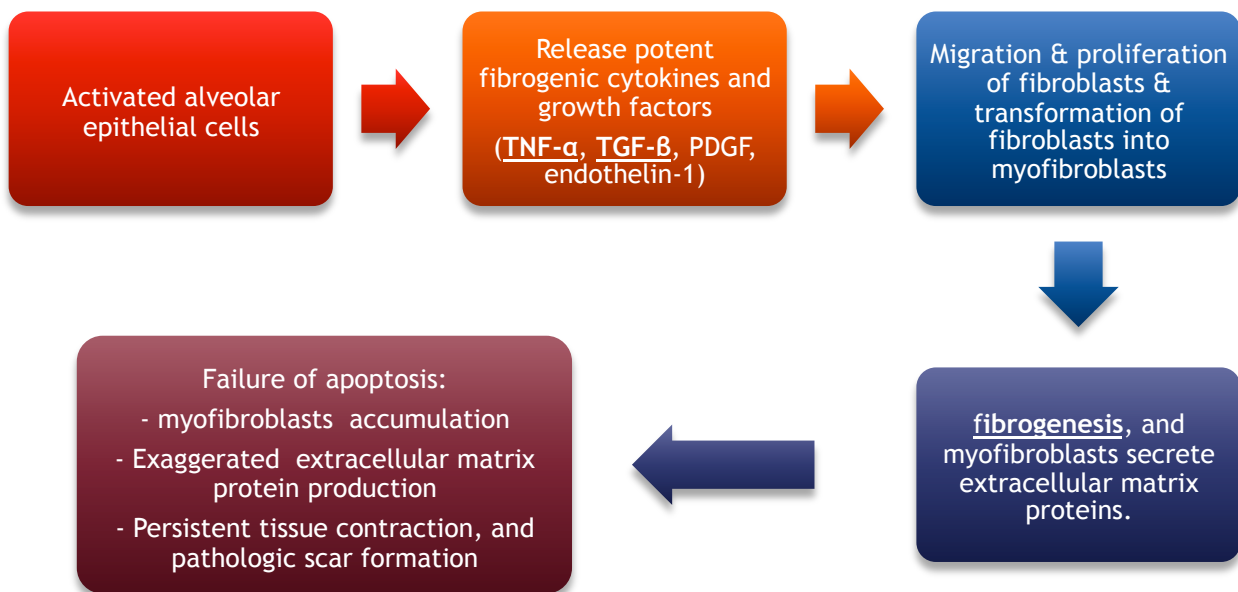 Activated alveolar
epithelial cells
Release potent
fibrogenic cytokines and
growth factors
(TNF-α, TGF-ß, PDGF,
endothelin-1)
Migration & proliferation
of fibroblasts &
transformation of
fibroblasts into
myofibroblasts
fibrogenesis, and
myofibroblasts secrete
extracellular matrix
proteins.
Failure of apoptosis:
- myofibroblasts accumulation
- Exaggerated extracellular matrix
protein production
- Persistent tissue contraction, and
pathologic scar formation